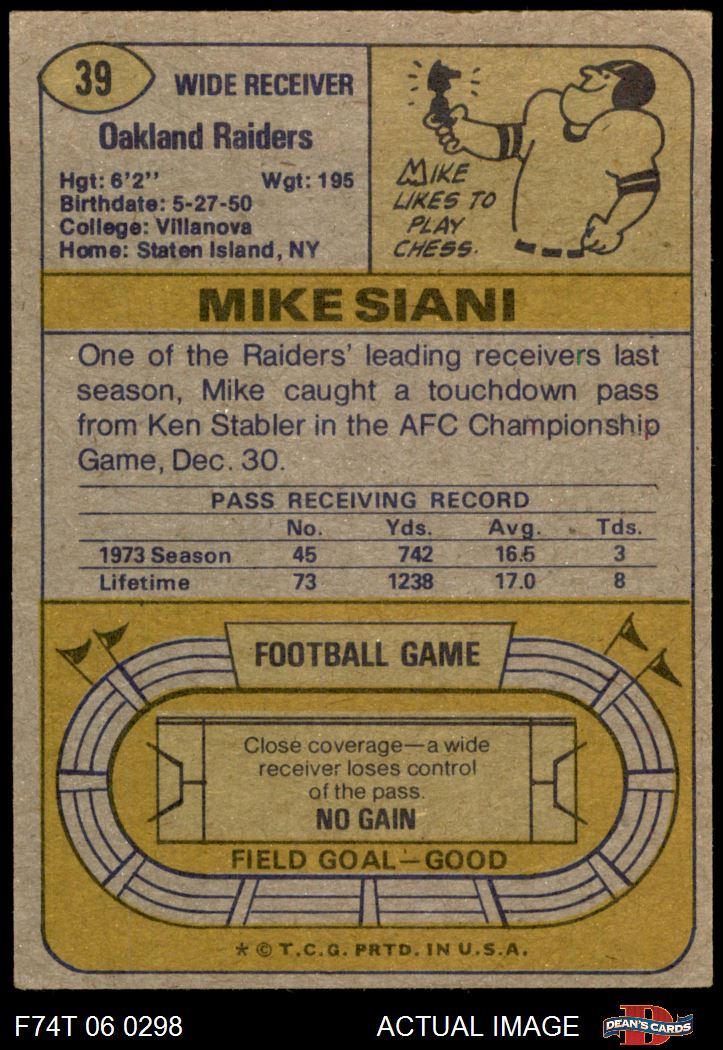 39
WIDE RECEIVER
Oakland Raiders
Hgt: 6'2" Wgt: 195
Birthdate: 5-27-50
College: Villanova
Home: Staten Island, NY
MIKE
LIKES TO
PLAY
CHESS.
MIKE SIANI
One of the Raiders' leading receivers last
season, Mike caught a touchdown pass
from Ken Stabler in the AFC Championship
Game, Dec. 30.
PASS RECEIVING RECORD
No. Yds. Avg. Tds.
1973 Season 45 742 16.5 3
Lifetime 73 1238 17.0 8
FOOTBALL GAME
Close coverage—a wide
receiver loses control
of the pass.
NO GAIN
FIELD GOAL—GOOD
* © T.C.G. PRTD. IN U.S.A.
F74T 06 0298 ACTUAL IMAGE D DEAN'S CARDS